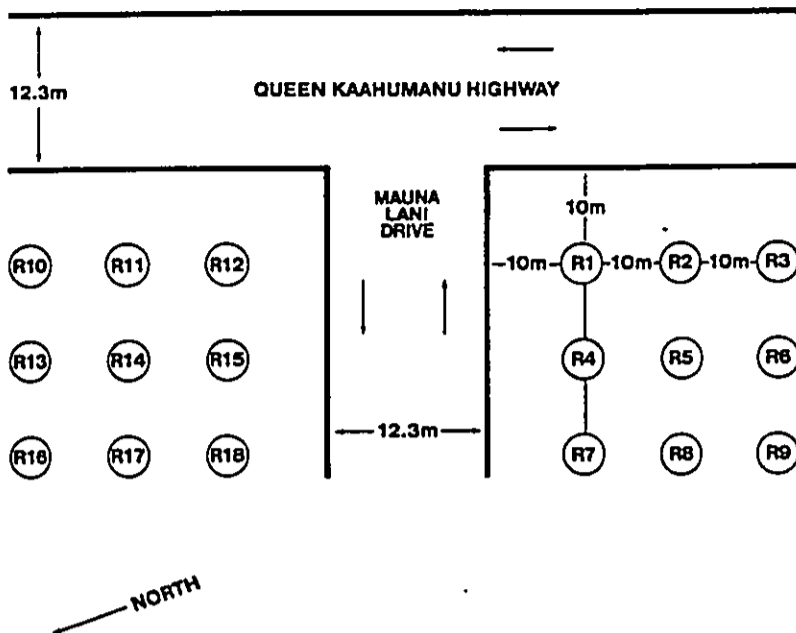 12.3m
QUEEN KAAHUMANU HIGHWAY
MAUNA
LANI
DRIVE
10m
R10 R11 R12 10m R1 10m R2 10m R3
R13 R14 R15 R4 R5 R6
12.3m
R16 R17 R18 R7 R8 R9
NORTH